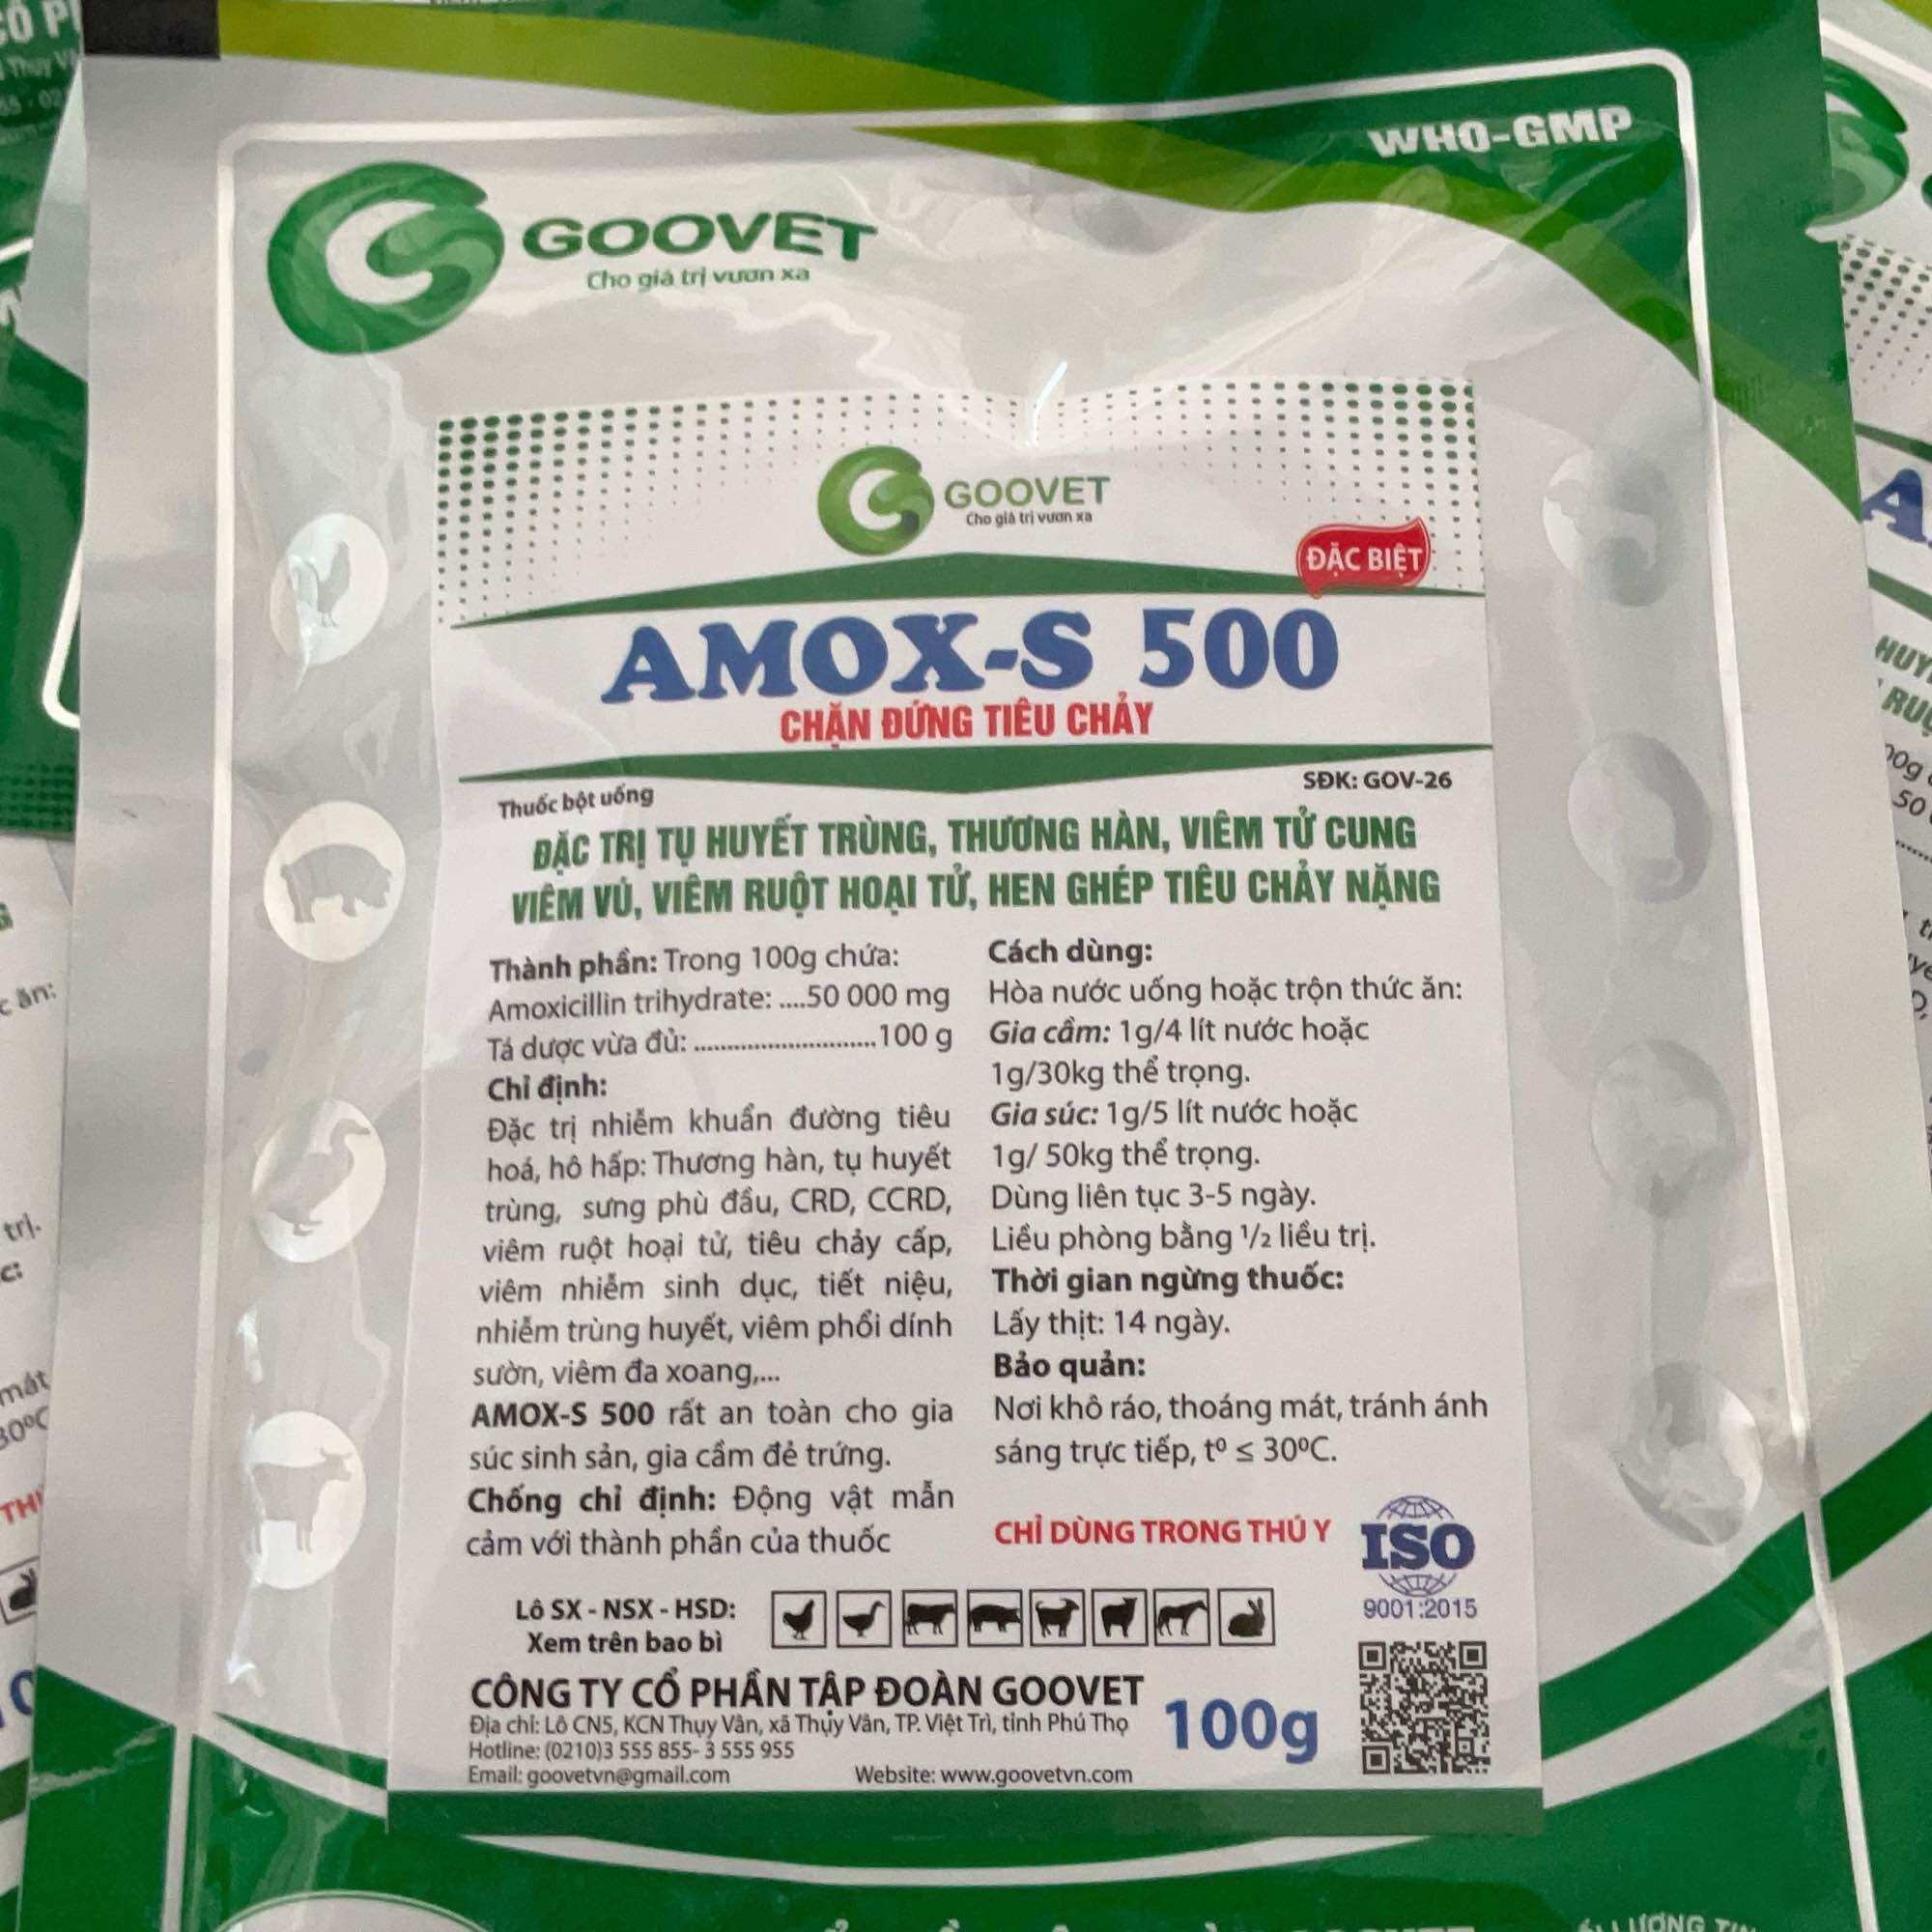 WHO-GMP
GOOVET
Cho giá trị vươn xa
GOOVET
Cho giá trị vươn xa
ĐẶC BIỆT
AMOX-S 500
CHẶN ĐỨNG TIÊU CHẢY
Thuốc bột uống
SĐK: GOV-26
ĐẶC TRỊ TỤ HUYẾT TRÙNG, THƯƠNG HÀN, VIÊM TỬ CUNG
VIÊM VÚ, VIÊM RUỘT HOẠI TỬ, HEN GHÉP TIÊU CHẢY NẶNG
Thành phần: Trong 100g chứa:
Amoxicillin trihydrate: ....50 000 mg
Tá dược vừa đủ: ............................100 g
Chỉ định:
Đặc trị nhiễm khuẩn đường tiêu
hoá, hô hấp: Thương hàn, tụ huyết
trùng, sưng phù đầu, CRD, CCRD,
viêm ruột hoại tử, tiêu chảy cấp,
viêm nhiễm sinh dục, tiết niệu,
nhiễm trùng huyết, viêm phổi dính
sườn, viêm đa xoang,...
AMOX-S 500 rất an toàn cho gia
súc sinh sản, gia cầm đẻ trứng.
Chống chỉ định: Động vật mẫn
cảm với thành phần của thuốc
Cách dùng:
Hòa nước uống hoặc trộn thức ăn:
Gia cầm: 1g/4 lít nước hoặc
1g/30kg thể trọng.
Gia súc: 1g/5 lít nước hoặc
1g/ 50kg thể trọng.
Dùng liên tục 3-5 ngày.
Liều phòng bằng ½ liều trị.
Thời gian ngừng thuốc:
Lấy thịt: 14 ngày.
Bảo quản:
Nơi khô ráo, thoáng mát, tránh ánh
sáng trực tiếp, tº ≤ 30ºC.
CHỈ DÙNG TRONG THÚ Y
ISO
9001:2015
Lô SX - NSX - HSD:
Xem trên bao bì
CÔNG TY CỔ PHẦN TẬP ĐOÀN GOOVET
Địa chỉ: Lô CN5, KCN Thụy Vân, xã Thụy Vân, TP. Việt Trì, tỉnh Phú Thọ
Hotline: (0210)3 555 855- 3 555 955
Email: goovetvn@gmail.com
Website: www.goovetvn.com
100g